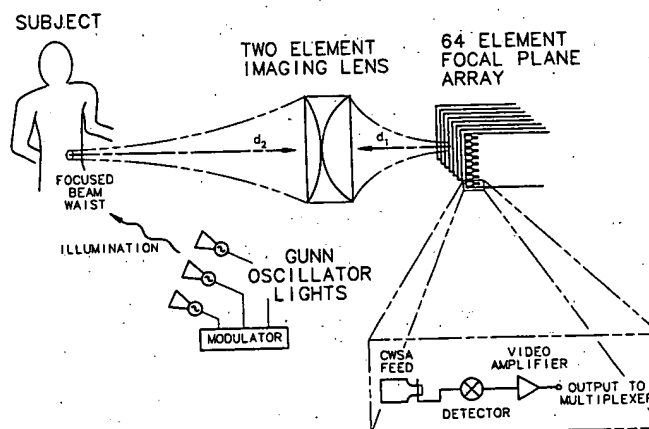 SUBJECT
TWO ELEMENT
IMAGING LENS
64 ELEMENT
FOCAL PLANE
ARRAY
d₂
d₁
FOCUSED
BEAM
WAIST
ILLUMINATION
GUNN
OSCILLATOR
LIGHTS
MODULATOR
CWSA
FEED
VIDEO
AMPLIFIER
DETECTOR
OUTPUT TO
MULTIPLEXER